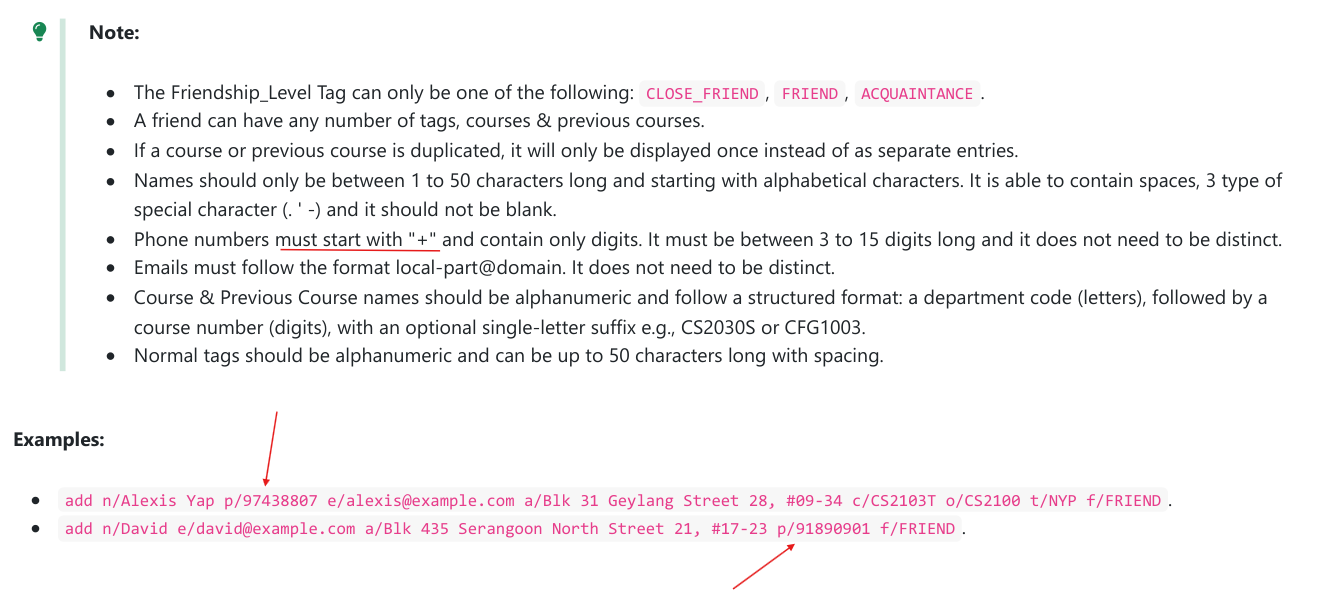 Note:
The Friendship_Level Tag can only be one of the following: CLOSE_FRIEND , FRIEND , ACQUAINTANCE .
A friend can have any number of tags, courses & previous courses.
If a course or previous course is duplicated, it will only be displayed once instead of as separate entries.
Names should only be between 1 to 50 characters long and starting with alphabetical characters. It is able to contain spaces, 3 type of
special character (. ' -) and it should not be blank.
Phone numbers must start with "+" and contain only digits. It must be between 3 to 15 digits long and it does not need to be distinct.
Emails must follow the format local-part@domain. It does not need to be distinct.
Course & Previous Course names should be alphanumeric and follow a structured format: a department code (letters), followed by a
course number (digits), with an optional single-letter suffix e.g., CS2030S or CFG1003.
Normal tags should be alphanumeric and can be up to 50 characters long with spacing.
Examples:
add n/Alexis Yap p/97438807 e/alexis@example.com a/Blk 31 Geylang Street 28, #09-34 c/CS2103T o/CS2100 t/NYP f/FRIEND .
add n/David e/david@example.com a/Blk 435 Serangoon North Street 21, #17-23 p/91890901 f/FRIEND .